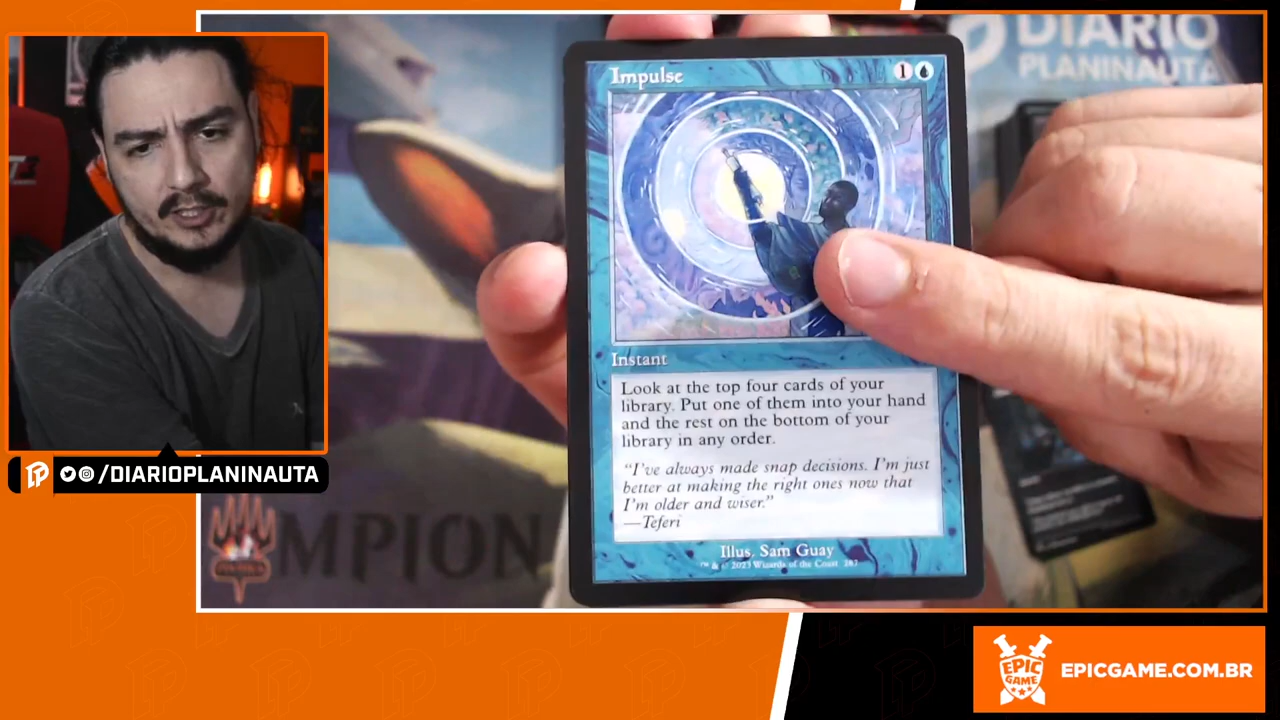 DIARIO
PLANINAUTA
Impulse
1
Instant
Look at the top four cards of your
library. Put one of them into your hand
and the rest on the bottom of your
library in any order.
“I've always made snap decisions. I'm just
better at making the right ones now that
I'm older and wiser.”
—Teferi
Illus. Sam Guay
™ & © 2023 Wizards of the Coast
/DIARIOPLANINAUTA
MPION
EPIC
GAME
EPICGAME.COM.BR